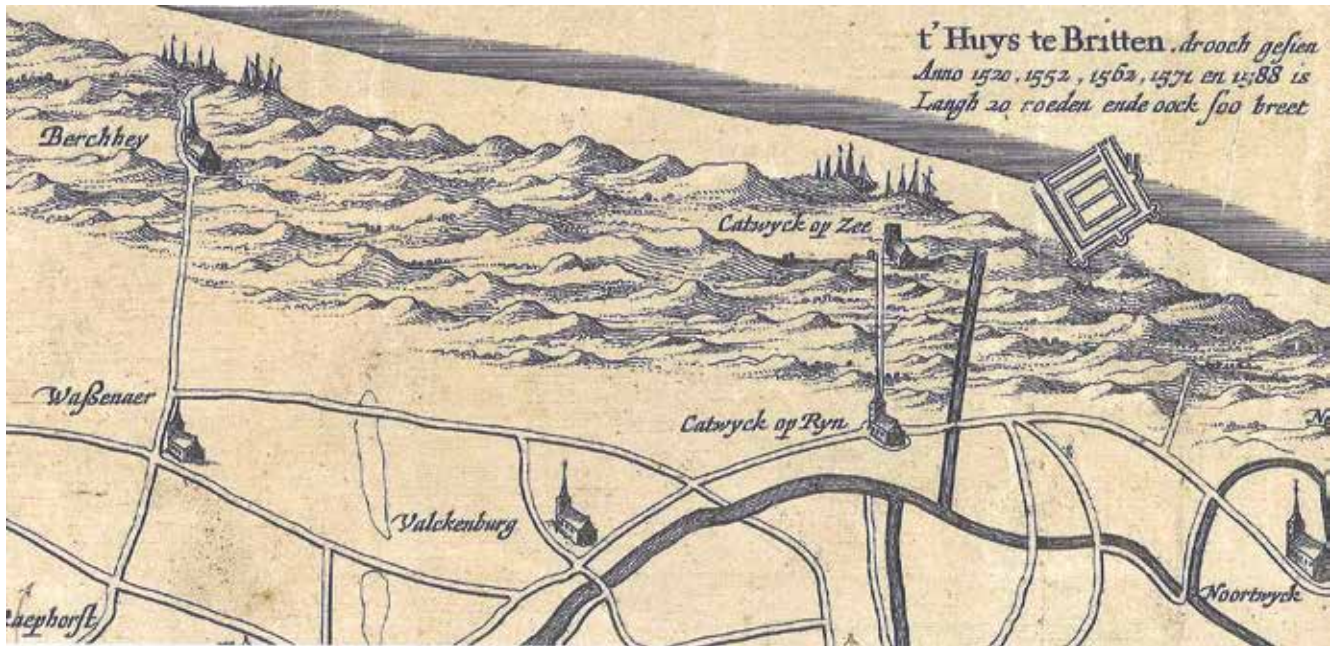 t'Huys te Britten. drooch gesien
Anno 1520, 1552, 1562, 1571 en 1588 is
Langh 20 roeden ende oock soo breet
Berchhey
Catwyck op Zee
Waßenaer
Catwyck op Ryn
Valckenburg
Noortwyck
aephorst